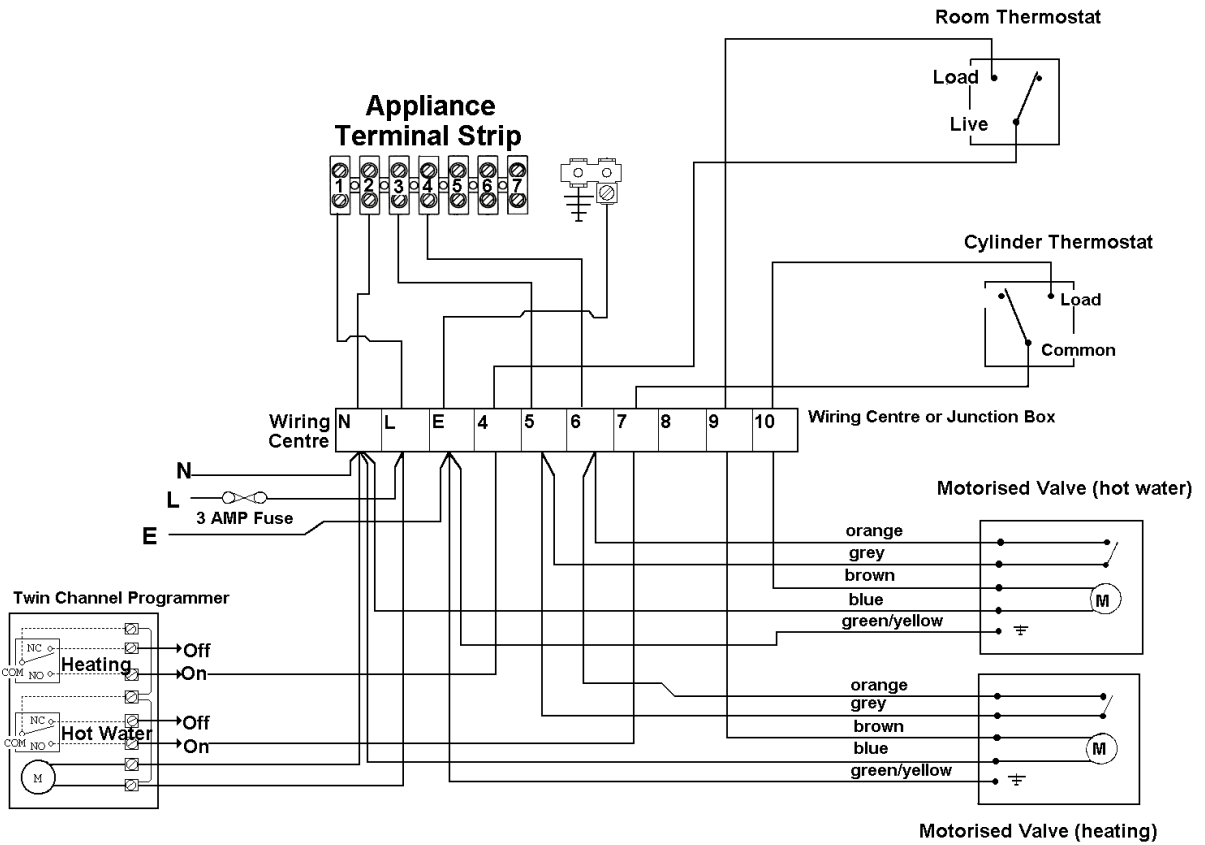 Room Thermostat
Load
Live
Appliance
Terminal Strip
1 2 3 4 5 6 7
Cylinder Thermostat
Load
Common
Wiring
Centre
N L E 4 5 6 7 8 9 10
Wiring Centre or Junction Box
N
L
3 AMP Fuse
E
Motorised Valve (hot water)
orange
grey
brown
blue
green/yellow
M
Twin Channel Programmer
NC
COM
NO
Heating
Off
On
NC
COM
NO
Hot Water
Off
On
M
orange
grey
brown
blue
green/yellow
M
Motorised Valve (heating)